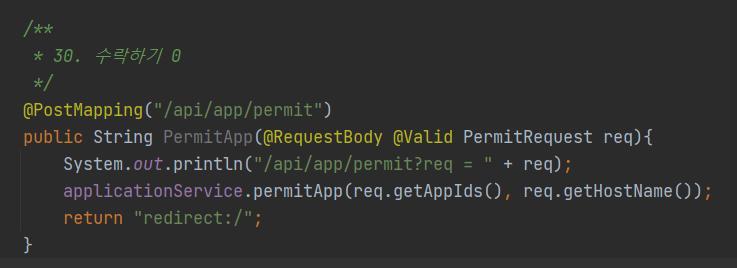 /**
 * 30. 수락하기 O
 */
@PostMapping("/api/app/permit")
public String PermitApp(@RequestBody @Valid PermitRequest req){
    System.out.println("/api/app/permit?req = " + req);
    applicationService.permitApp(req.getAppIds(), req.getHostName());
    return "redirect:/";
}